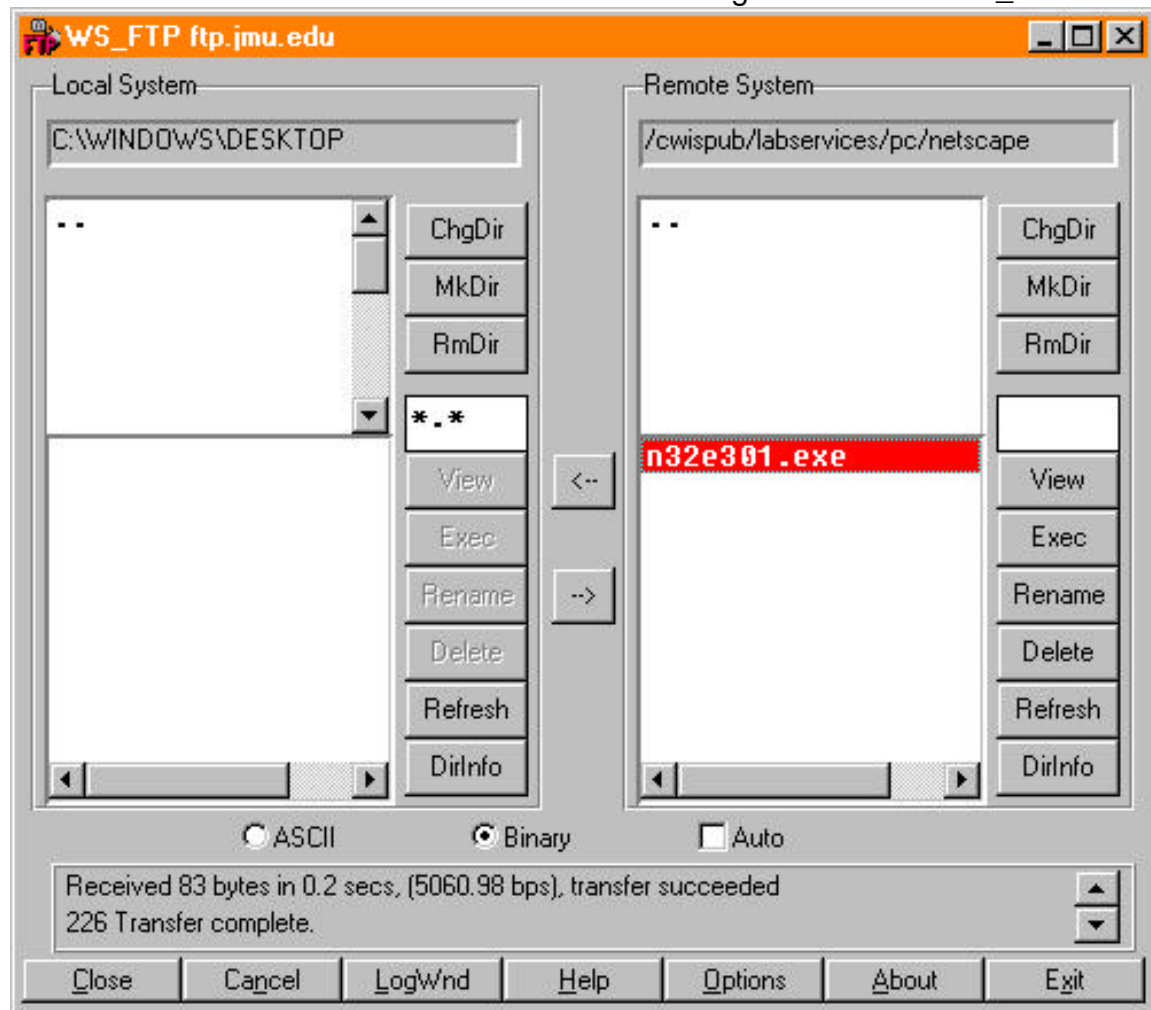 WS_FTP ftp.jmu.edu
Local System
C:\WINDOWS\DESKTOP
..
ChgDir
MkDir
RmDir
*.*
View
Exec
Rename
Delete
Refresh
DirInfo
<--
-->
Remote System
/cwispub/labservices/pc/netscape
..
n32e301.exe
ChgDir
MkDir
RmDir
View
Exec
Rename
Delete
Refresh
DirInfo
ASCII Binary Auto
Received 83 bytes in 0.2 secs, (5060.98 bps), transfer succeeded
226 Transfer complete.
Close Cancel LogWnd Help Options About Exit